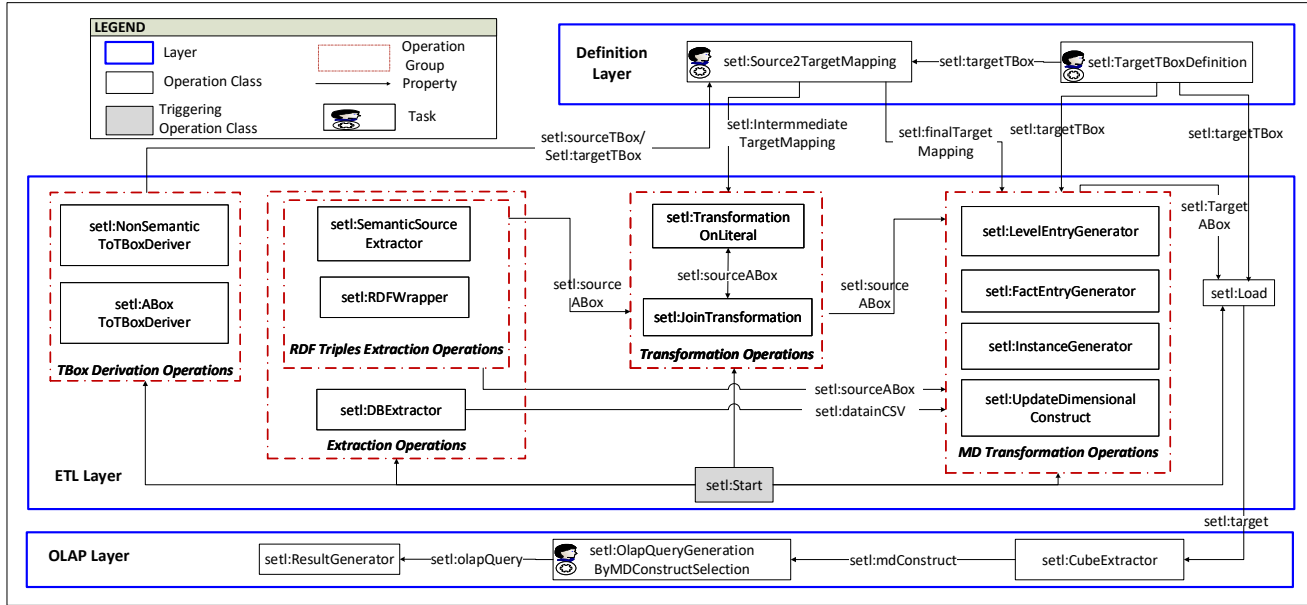 LEGEND
Layer
Operation Class
Triggering
Operation Class
Operation
Group
Property
Task
Definition
Layer
setl:Source2TargetMapping
setl:targetTBox
setl:TargetTBoxDefinition
setl:sourceTBox/
Setl:targetTBox
setl:Intermmediate
TargetMapping
setl:finalTarget
Mapping
setl:targetTBox
setl:targetTBox
setl:NonSemantic
ToTBoxDeriver
setl:ABox
ToTBoxDeriver
TBox Derivation Operations
setl:SemanticSource
Extractor
setl:RDFWrapper
RDF Triples Extraction Operations
setl:DBExtractor
Extraction Operations
setl:source
ABox
setl:Transformation
OnLiteral
setl:sourceABox
setl:JoinTransformation
Transformation Operations
setl:source
ABox
setl:sourceABox
setl:datainCSV
setl:LevelEntryGenerator
setl:FactEntryGenerator
setl:InstanceGenerator
setl:UpdateDimensional
Construct
MD Transformation Operations
setl:Target
ABox
setl:Load
ETL Layer
setl:Start
setl:target
OLAP Layer
setl:ResultGenerator
setl:olapQuery
setl:OlapQueryGeneration
ByMDConstructSelection
setl:mdConstruct
setl:CubeExtractor